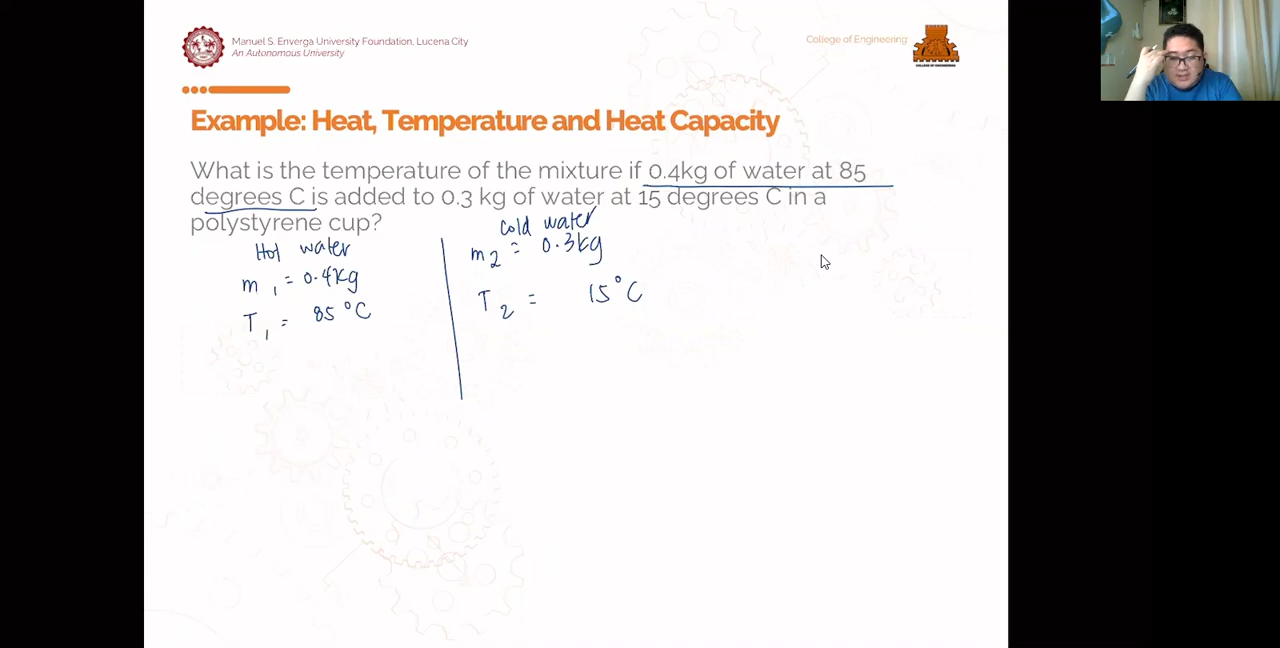 Manuel S. Enverga University Foundation, Lucena City
An Autonomous University
College of Engineering
COLLEGE OF ENGINEERING
Example: Heat, Temperature and Heat Capacity
What is the temperature of the mixture if 0.4kg of water at 85
degrees C is added to 0.3 kg of water at 15 degrees C in a
polystyrene cup?
Hot water
m1 = 0.4kg
T1 = 85°C
Cold water
m2 = 0.3kg
T2 = 15°C